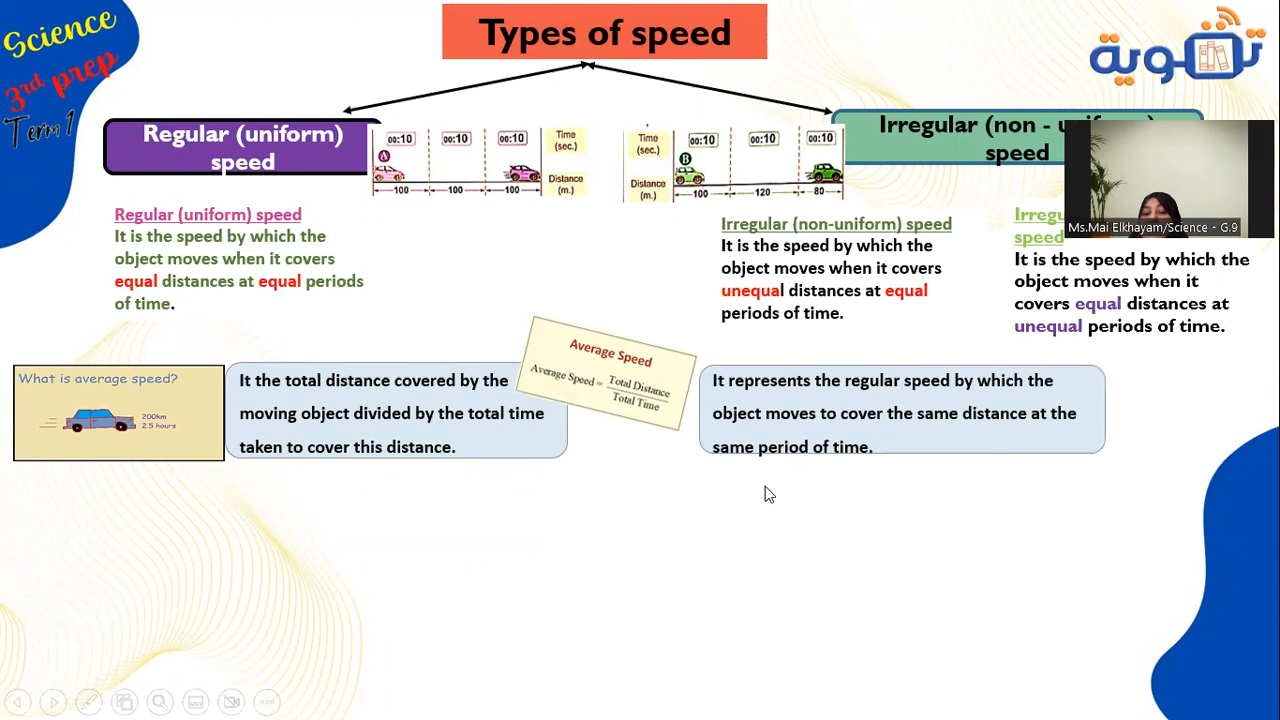 Science
3rd prep
Term 1
Types of speed
تقوية
Regular (uniform)
speed
00:10 00:10 00:10 Time
(sec.)
A
Distance
(m.)
100 100 100
Time
(sec.) 00:10 00:10 00:10
B
Distance
(m.)
100 120 80
Irregular (non - uniform)
speed
Ms.Mai Elkhayam/Science - G.9
Regular (uniform) speed
It is the speed by which the
object moves when it covers
equal distances at equal periods
of time.
Irregular (non-uniform) speed
It is the speed by which the
object moves when it covers
unequal distances at equal
periods of time.
speed
It is the speed by which the
object moves when it
covers equal distances at
unequal periods of time.
What is average speed?
200km
2.5 hours
It the total distance covered by the
moving object divided by the total time
taken to cover this distance.
Average Speed
Average Speed = Total Distance
Total Time
It represents the regular speed by which the
object moves to cover the same distance at the
same period of time.